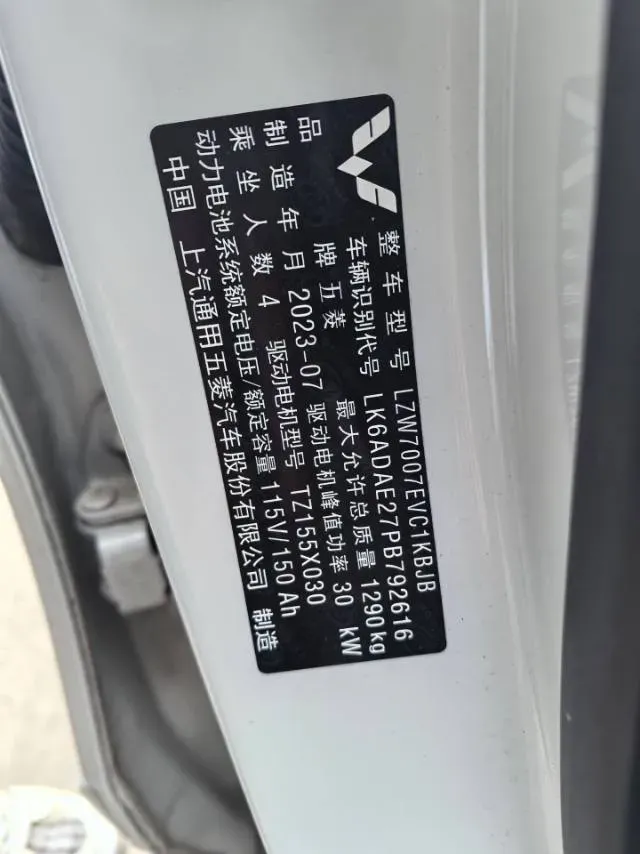 整车型号 LZW7007EVC1KBJB
车辆识别代号 LK6ADAE27PB792616
品牌 五菱 最大允许总质量 1290kg
制造年月 2023-07 驱动电机峰值功率 30 kW
乘坐人数 4 驱动电机型号 TZ155X030
动力电池系统额定电压/额定容量 115V/150Ah
中国 上汽通用五菱汽车股份有限公司 制造